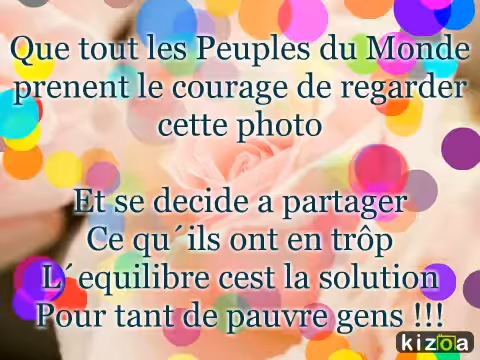 Que tout les Peuples du Monde
prenent le courage de regarder
cette photo
Et se decide a partager
Ce qu´ils ont en trôp
L´equilibre cest la solution
Pour tant de pauvre gens !!!
kizoa